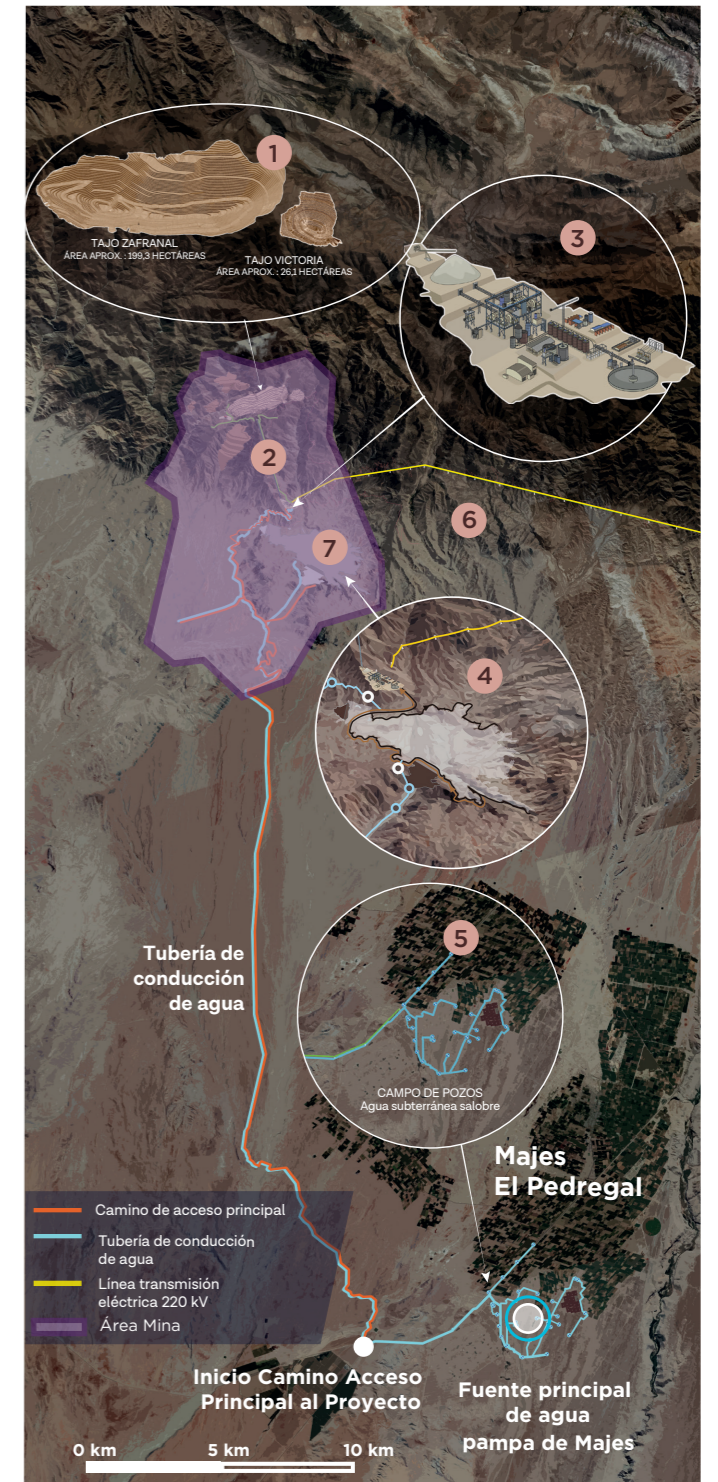 1
TAJO ZAFRANAL
ÁREA APROX. : 199,3 HECTÁREAS
TAJO VICTORIA
ÁREA APROX. : 26,1 HECTÁREAS
3
2
6
7
4
5
CAMPO DE POZOS
Agua subterránea salobre
Tubería de
conducción
de agua
Majes
El Pedregal
Camino de acceso principal
Tubería de conducción
de agua
Línea transmisión
eléctrica 220 kV
Área Mina
Inicio Camino Acceso
Principal al Proyecto
Fuente principal
de agua
pampa de Majes
0 km
5 km
10 km